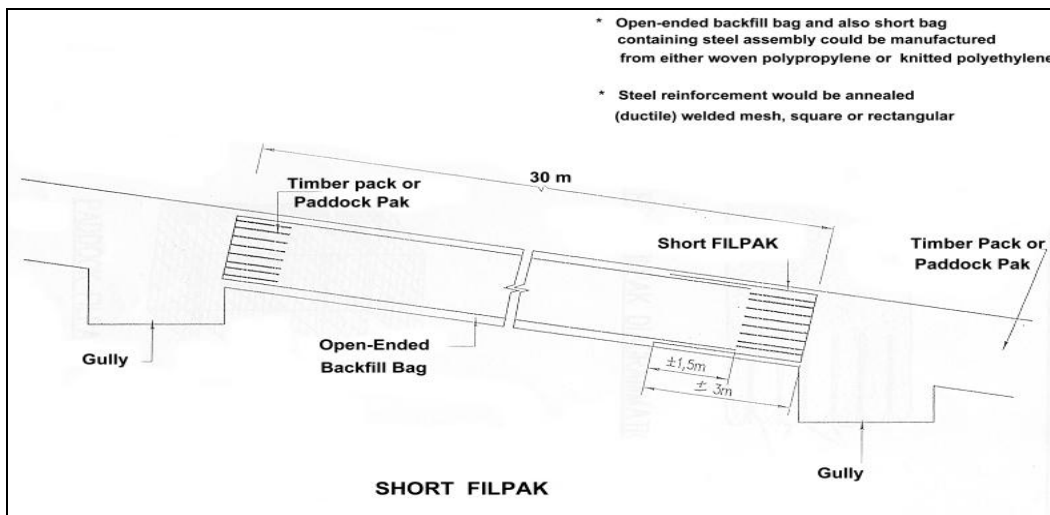 * Open-ended backfill bag and also short bag
containing steel assembly could be manufactured
from either woven polypropylene or knitted polyethylene
* Steel reinforcement would be annealed
(ductile) welded mesh, square or rectangular
30 m
Timber pack or
Paddock Pak
Short FILPAK
Timber Pack or
Paddock Pak
Gully
Open-Ended
Backfill Bag
±1,5m
± 3m
Gully
SHORT FILPAK